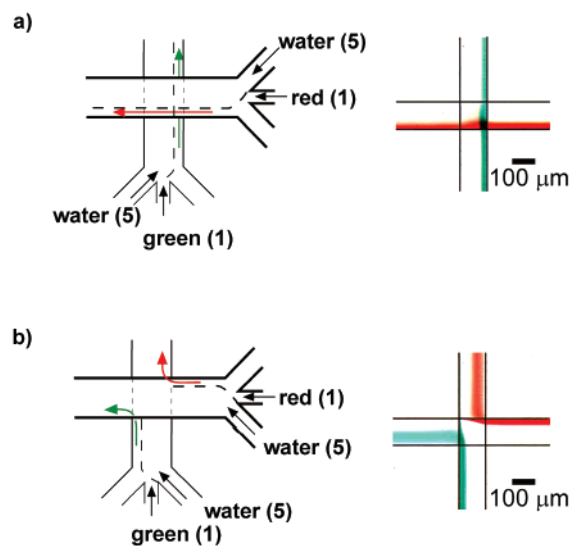 a)
water (5)
red (1)
water (5)
green (1)
100 μm
b)
red (1)
water (5)
water (5)
green (1)
100 μm